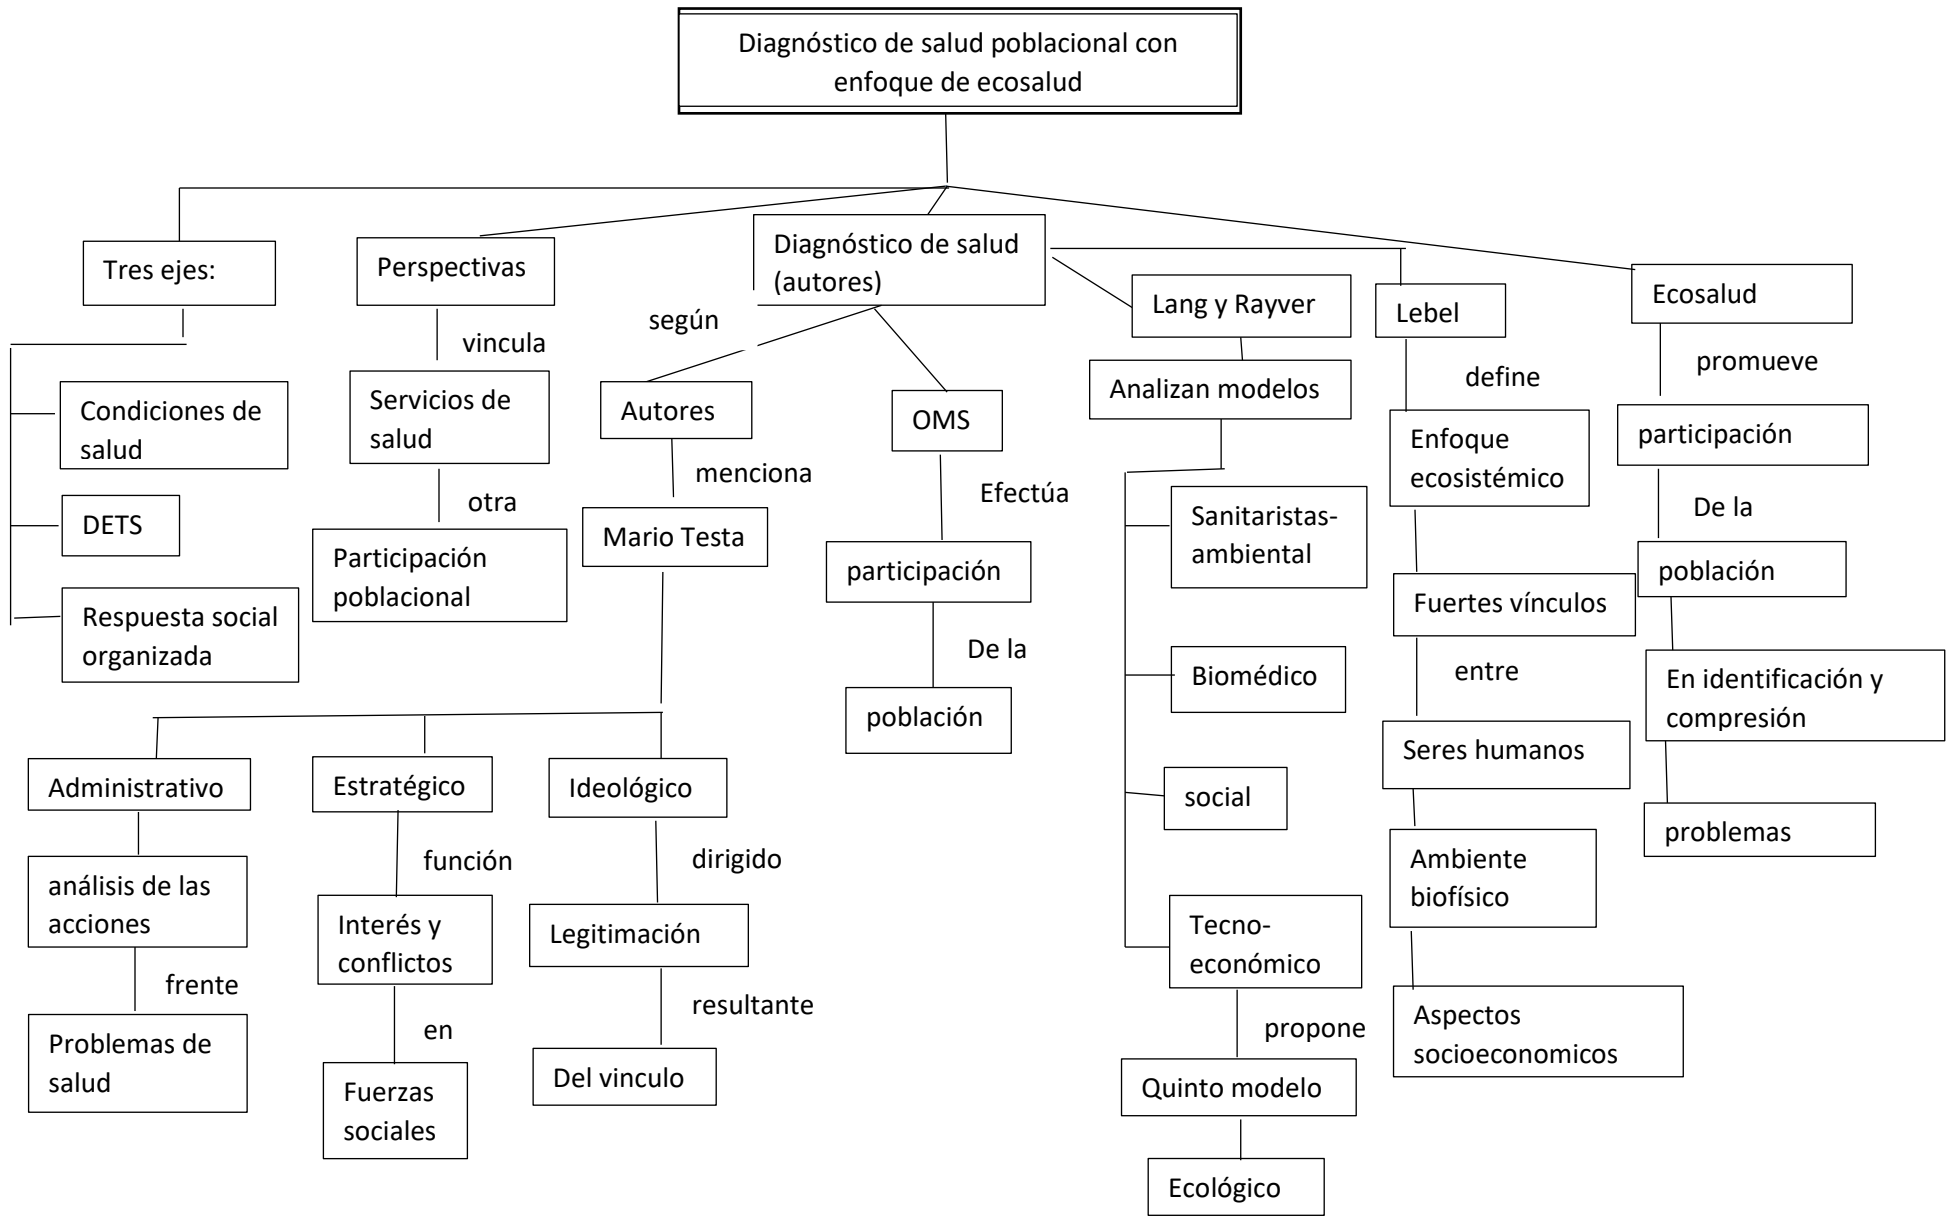 Diagnóstico de salud poblacional con
enfoque de ecosalud
Tres ejes:
Condiciones de
salud
DETS
Respuesta social
organizada
Perspectivas
vincula
Servicios de
salud
otra
Participación
poblacional
Diagnóstico de salud
(autores)
según
Autores
menciona
Mario Testa
Administrativo
análisis de las
acciones
frente
Problemas de
salud
Estratégico
función
Interés y
conflictos
en
Fuerzas
sociales
Ideológico
dirigido
Legitimación
resultante
Del vinculo
OMS
Efectúa
participación
De la
población
Lang y Rayver
Analizan modelos
Sanitaristas-
ambiental
Biomédico
social
Tecno-
económico
propone
Quinto modelo
Ecológico
Lebel
define
Enfoque
ecosistémico
Fuertes vínculos
entre
Seres humanos
Ambiente
biofísico
Aspectos
socioeconomicos
Ecosalud
promueve
participación
De la
población
En identificación y
compresión
problemas